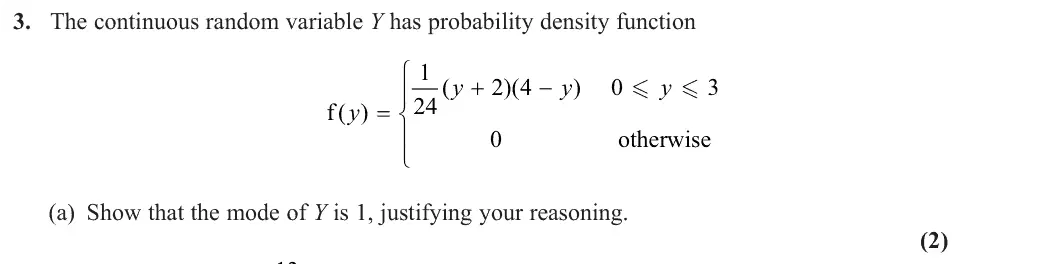 3. The continuous random variable Y has probability density function
f(y) = { 1/24 (y + 2)(4 − y) 0 ⩽ y ⩽ 3
0 otherwise
(a) Show that the mode of Y is 1, justifying your reasoning.
(2)